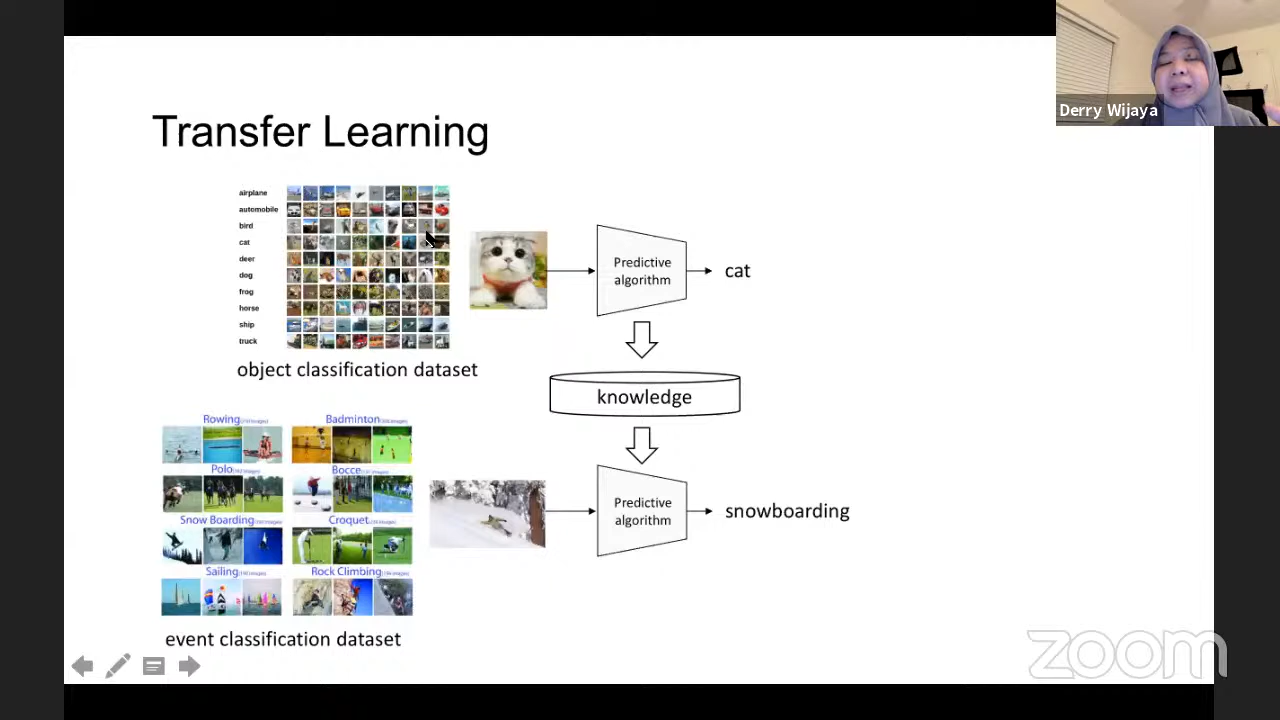 Derry Wijaya
Transfer Learning
airplane
automobile
bird
cat
deer
dog
frog
horse
ship
truck
object classification dataset
Predictive
algorithm
cat
knowledge
Rowing
Badminton
Polo
Bocce
Snow Boarding
Croquet
Sailing
Rock Climbing
event classification dataset
Predictive
algorithm
snowboarding
zoom